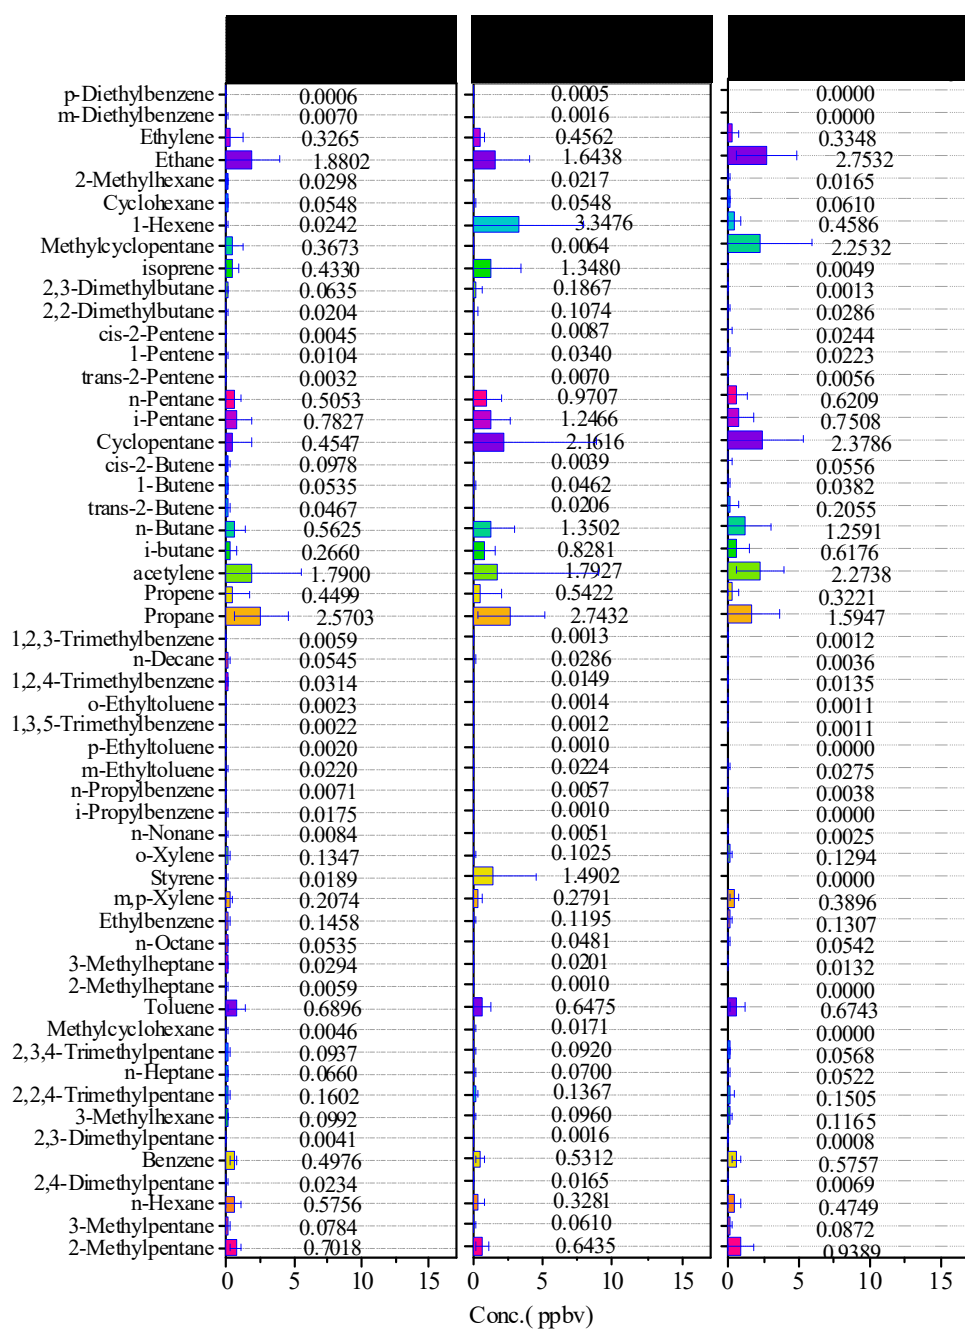 p-Diethylbenzene 0.0006 0.0005 0.0000
m-Diethylbenzene 0.0070 0.0016 0.0000
Ethylene 0.3265 0.4562 0.3348
Ethane 1.8802 1.6438 2.7532
2-Methylhexane 0.0298 0.0217 0.0165
Cyclohexane 0.0548 0.0548 0.0610
1-Hexene 0.0242 3.3476 0.4586
Methylcyclopentane 0.3673 0.0064 2.2532
isoprene 0.4330 1.3480 0.0049
2,3-Dimethylbutane 0.0635 0.1867 0.0013
2,2-Dimethylbutane 0.0204 0.1074 0.0286
cis-2-Pentene 0.0045 0.0087 0.0244
1-Pentene 0.0104 0.0340 0.0223
trans-2-Pentene 0.0032 0.0070 0.0056
n-Pentane 0.5053 0.9707 0.6209
i-Pentane 0.7827 1.2466 0.7508
Cyclopentane 0.4547 2.1616 2.3786
cis-2-Butene 0.0978 0.0039 0.0556
1-Butene 0.0535 0.0462 0.0382
trans-2-Butene 0.0467 0.0206 0.2055
n-Butane 0.5625 1.3502 1.2591
i-butane 0.2660 0.8281 0.6176
acetylene 1.7900 1.7927 2.2738
Propene 0.4499 0.5422 0.3221
Propane 2.5703 2.7432 1.5947
1,2,3-Trimethylbenzene 0.0059 0.0013 0.0012
n-Decane 0.0545 0.0286 0.0036
1,2,4-Trimethylbenzene 0.0314 0.0149 0.0135
o-Ethyltoluene 0.0023 0.0014 0.0011
1,3,5-Trimethylbenzene 0.0022 0.0012 0.0011
p-Ethyltoluene 0.0020 0.0010 0.0000
m-Ethyltoluene 0.0220 0.0224 0.0275
n-Propylbenzene 0.0071 0.0057 0.0038
i-Propylbenzene 0.0175 0.0010 0.0000
n-Nonane 0.0084 0.0051 0.0025
o-Xylene 0.1347 0.1025 0.1294
Styrene 0.0189 1.4902 0.0000
m,p-Xylene 0.2074 0.2791 0.3896
Ethylbenzene 0.1458 0.1195 0.1307
n-Octane 0.0535 0.0481 0.0542
3-Methylheptane 0.0294 0.0201 0.0132
2-Methylheptane 0.0059 0.0010 0.0000
Toluene 0.6896 0.6475 0.6743
Methylcyclohexane 0.0046 0.0171 0.0000
2,3,4-Trimethylpentane 0.0937 0.0920 0.0568
n-Heptane 0.0660 0.0700 0.0522
2,2,4-Trimethylpentane 0.1602 0.1367 0.1505
3-Methylhexane 0.0992 0.0960 0.1165
2,3-Dimethylpentane 0.0041 0.0016 0.0008
Benzene 0.4976 0.5312 0.5757
2,4-Dimethylpentane 0.0234 0.0165 0.0069
n-Hexane 0.5756 0.3281 0.4749
3-Methylpentane 0.0784 0.0610 0.0872
2-Methylpentane 0.7018 0.6435 0.9389
0 5 10 15 0 5 10 15 0 5 10 15
Conc.( ppbv)